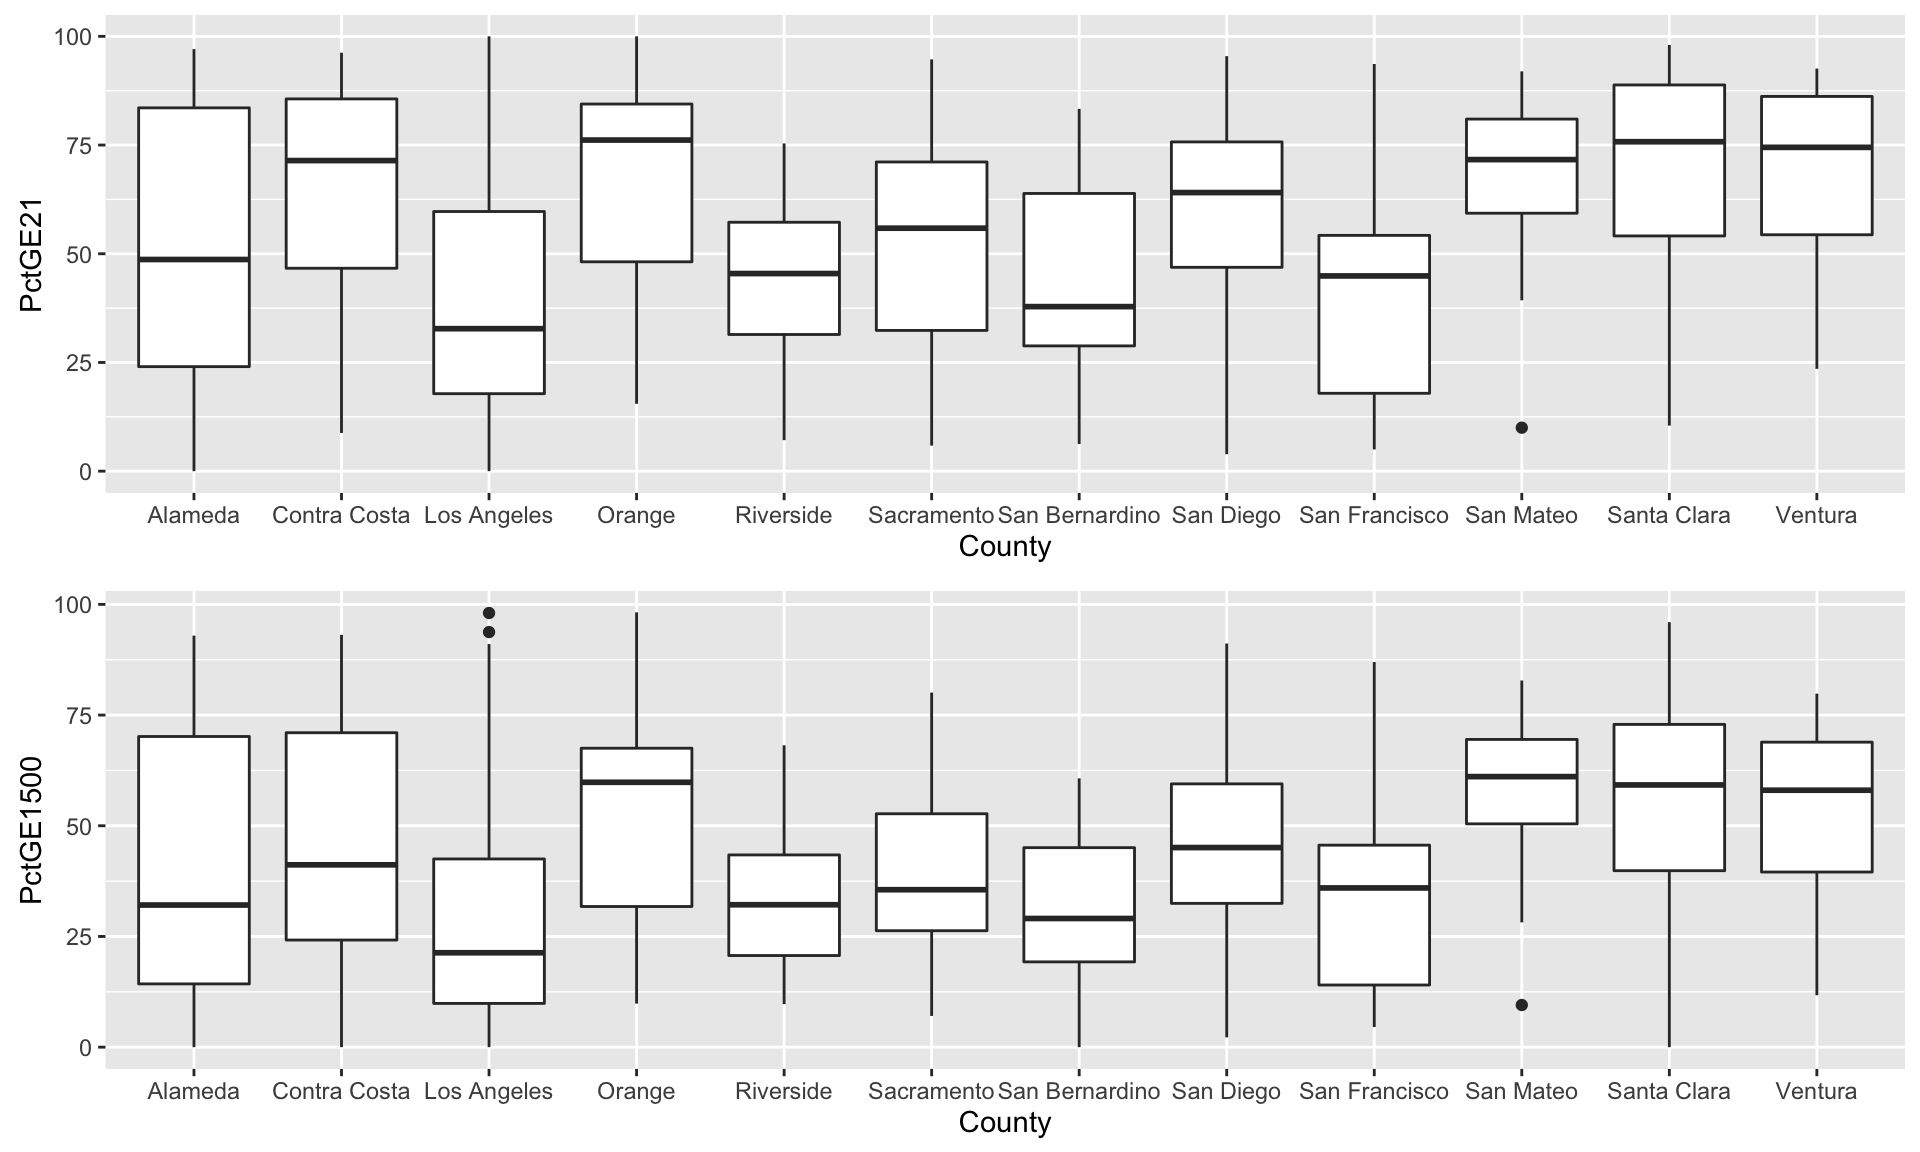 PctGE21
100
75
50
25
0
Alameda Contra Costa Los Angeles Orange Riverside Sacramento San Bernardino San Diego San Francisco San Mateo Santa Clara Ventura
County
PctGE1500
100
75
50
25
0
Alameda Contra Costa Los Angeles Orange Riverside Sacramento San Bernardino San Diego San Francisco San Mateo Santa Clara Ventura
County